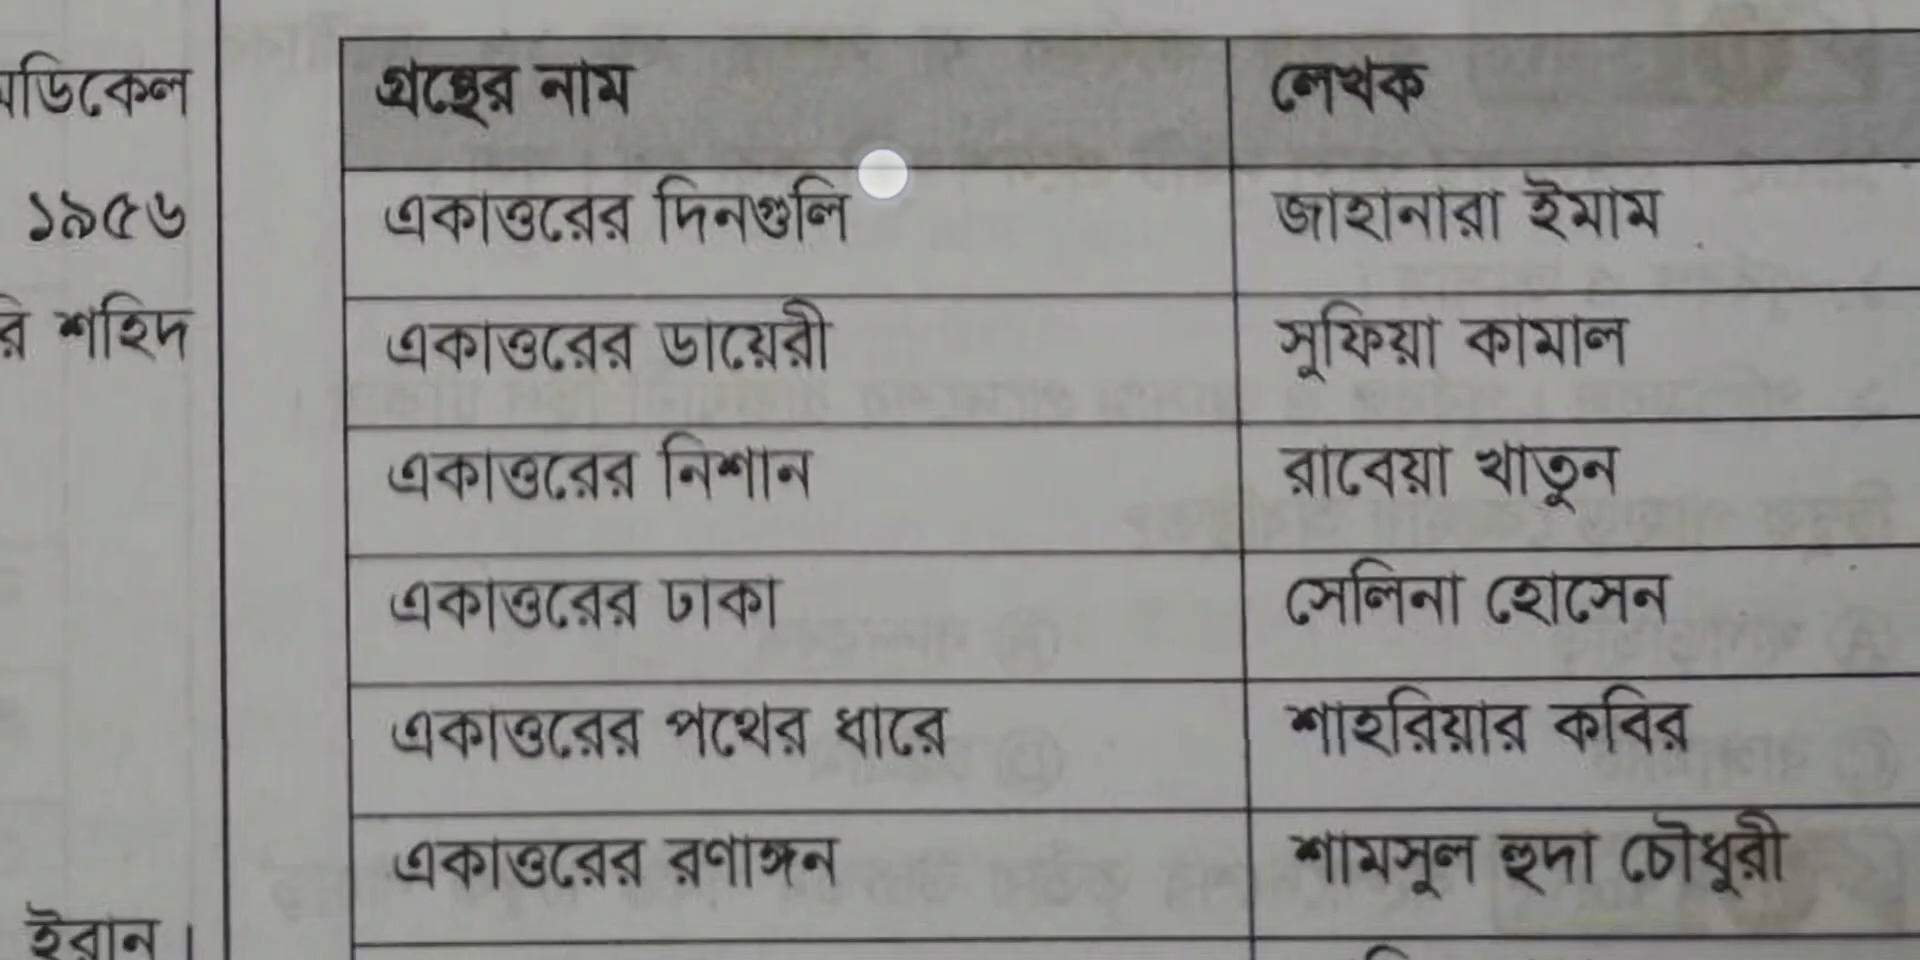 ১৯৫৬
শহিদ
ইরান।
গ্রন্থের নাম লেখক
একাত্তরের দিনগুলি জাহানারা ইমাম
একাত্তরের ডায়েরী সুফিয়া কামাল
একাত্তরের নিশান রাবেয়া খাতুন
একাত্তরের ঢাকা সেলিনা হোসেন
একাত্তরের পথের ধারে শাহরিয়ার কবির
একাত্তরের রণাঙ্গন শামসুল হুদা চৌধুরী